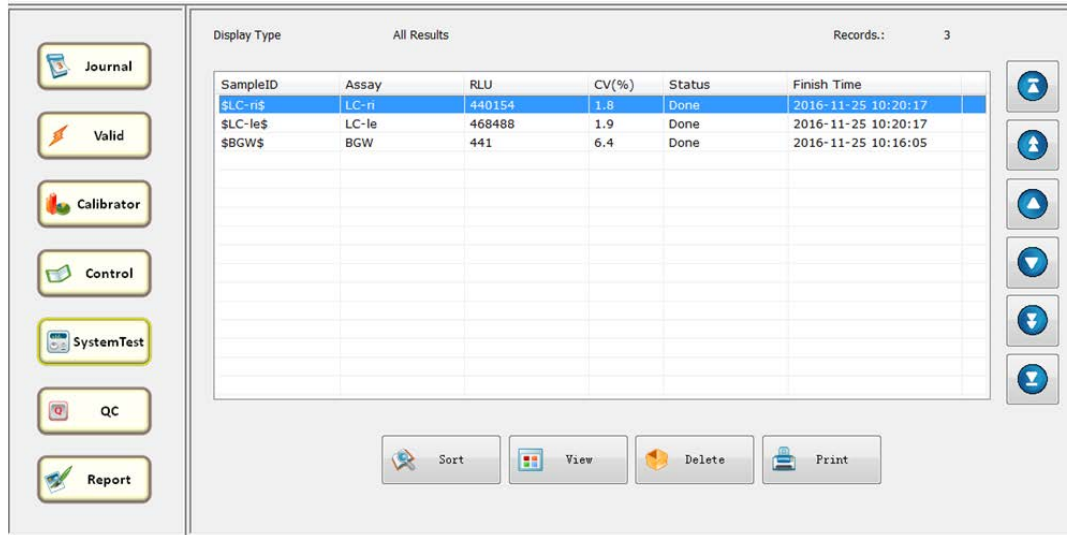 Display Type All Results Records.: 3
Journal
Valid
Calibrator
Control
SystemTest
QC
Report
SampleID Assay RLU CV(%) Status Finish Time
$LC-ri$ LC-ri 440154 1.8 Done 2016-11-25 10:20:17
$LC-le$ LC-le 468488 1.9 Done 2016-11-25 10:20:17
$BGW$ BGW 441 6.4 Done 2016-11-25 10:16:05
Sort View Delete Print